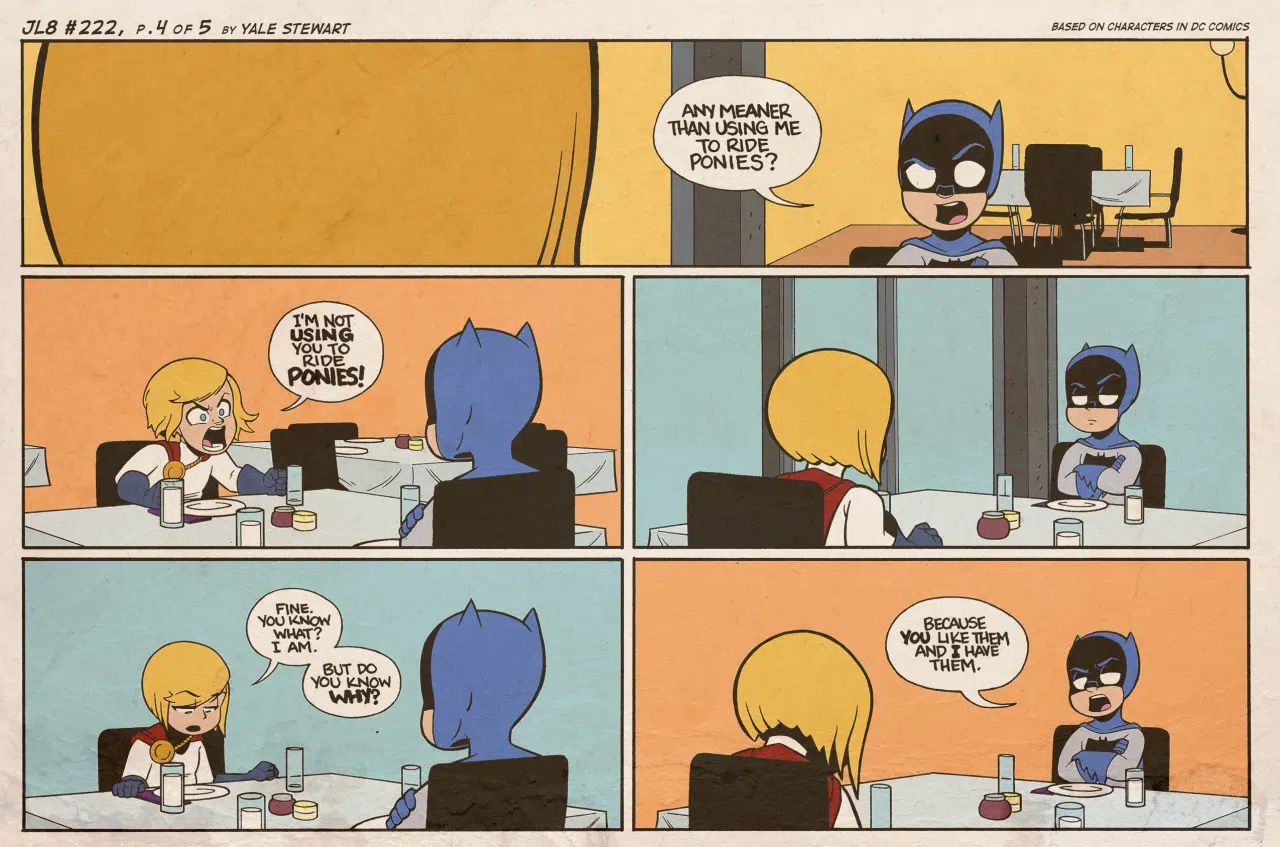 JL8 #222, P.4 OF 5 BY YALE STEWART
BASED ON CHARACTERS IN DC COMICS
ANY MEANER
THAN USING ME
TO RIDE
PONIES?
I'M NOT
USING
YOU TO
RIDE
PONIES!
FINE.
YOU KNOW
WHAT?
I AM.
BUT DO
YOU KNOW
WHY?
BECAUSE
YOU LIKE THEM
AND I HAVE
THEM.